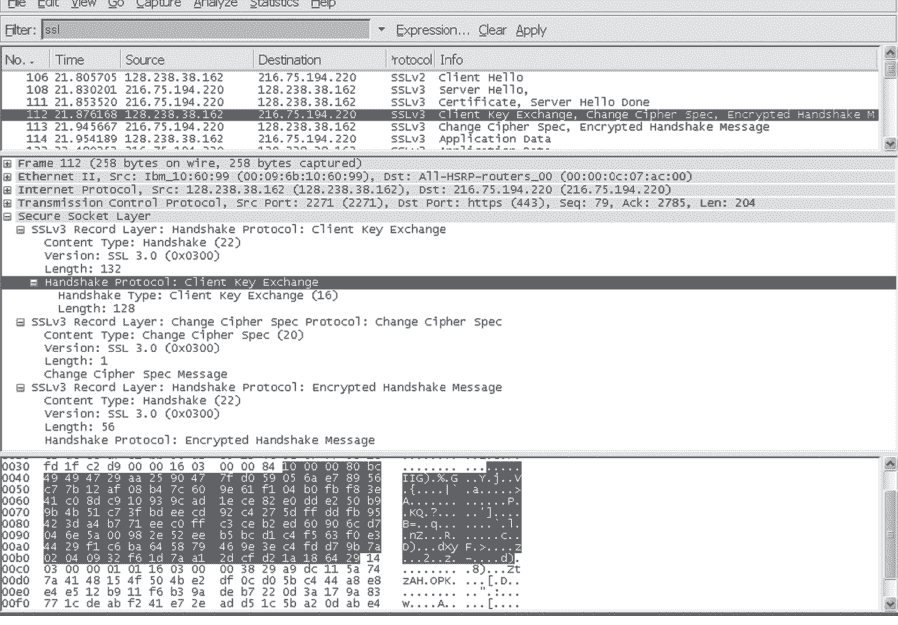 File Edit View Go Capture Analyze Statistics Help
Filter: ssl Expression... Clear Apply
No. - Time Source Destination rotocol Info
106 21.805705 128.238.38.162 216.75.194.220 SSLv2 Client Hello
108 21.830201 216.75.194.220 128.238.38.162 SSLv3 Server Hello,
111 21.853520 216.75.194.220 128.238.38.162 SSLv3 Certificate, Server Hello Done
112 21.876168 128.238.38.162 216.75.194.220 SSLv3 Client Key Exchange, Change Cipher Spec, Encrypted Handshake M
113 21.945667 216.75.194.220 128.238.38.162 SSLv3 Change Cipher Spec, Encrypted Handshake Message
114 21.954189 128.238.38.162 216.75.194.220 SSLv3 Application Data
Frame 112 (258 bytes on wire, 258 bytes captured)
Ethernet II, Src: Ibm_10:60:99 (00:09:6b:10:60:99), Dst: All-HSRP-routers_00 (00:00:0c:07:ac:00)
Internet Protocol, Src: 128.238.38.162 (128.238.38.162), Dst: 216.75.194.220 (216.75.194.220)
Transmission Control Protocol, Src Port: 2271 (2271), Dst Port: https (443), Seq: 79, Ack: 2785, Len: 204
Secure Socket Layer
SSLv3 Record Layer: Handshake Protocol: Client Key Exchange
Content Type: Handshake (22)
Version: SSL 3.0 (0x0300)
Length: 132
Handshake Protocol: Client Key Exchange
Handshake Type: Client Key Exchange (16)
Length: 128
SSLv3 Record Layer: Change Cipher Spec Protocol: Change Cipher Spec
Content Type: Change Cipher Spec (20)
Version: SSL 3.0 (0x0300)
Length: 1
Change Cipher Spec Message
SSLv3 Record Layer: Handshake Protocol: Encrypted Handshake Message
Content Type: Handshake (22)
Version: SSL 3.0 (0x0300)
Length: 56
Handshake Protocol: Encrypted Handshake Message
0030 fd 1f c2 d9 00 00 16 03 00 00 84 10 00 00 80 bc ........ ........
0040 49 49 47 29 aa 25 90 47 7f d0 59 05 6a e7 89 56 IIG).%.G ..Y.j..V
0050 c7 7b 12 af 08 b4 7c 60 9e 61 f1 04 b0 fb f8 3e .{....|` .a.....>
0060 41 c0 8d c9 10 93 9c ad 1e ce 82 e0 dd e2 50 b9 A....... ......P.
0070 9b 4b 51 c7 3f bd ee cd 92 c4 27 5d ff dd fb 95 .KQ.?... ..']....
0080 42 3d a4 b7 71 ee c0 ff c3 ce b2 ed 60 90 6c d7 B=..q... ....`.l.
0090 04 6e 5a 00 98 2e 52 ee b5 bc d1 c4 f5 63 f0 e3 .nZ...R. .....c..
00a0 44 29 f1 c6 ba 64 58 79 46 9e 3e c4 fd d7 9b 7a D)...dXy F.>....z
00b0 02 04 09 32 f6 1d 7a a1 2d cf d2 1a 18 64 29 14 ...2..z. -....d).
00c0 03 00 00 01 01 16 03 00 00 38 29 a9 dc 11 5a 74 ........ .8)...Zt
00d0 7a 41 48 15 4f 50 4b e2 df 0c d0 5b c4 44 a8 e8 zAH.OPK. ...[.D..
00e0 e4 e5 12 b9 11 f6 b3 9a de b7 22 0d 3a 17 9a 83 ........ ..".:...
00f0 77 1c de ab f2 41 e7 2e ad d5 1c 5b a2 0d ab e4 w....A.. ...[....